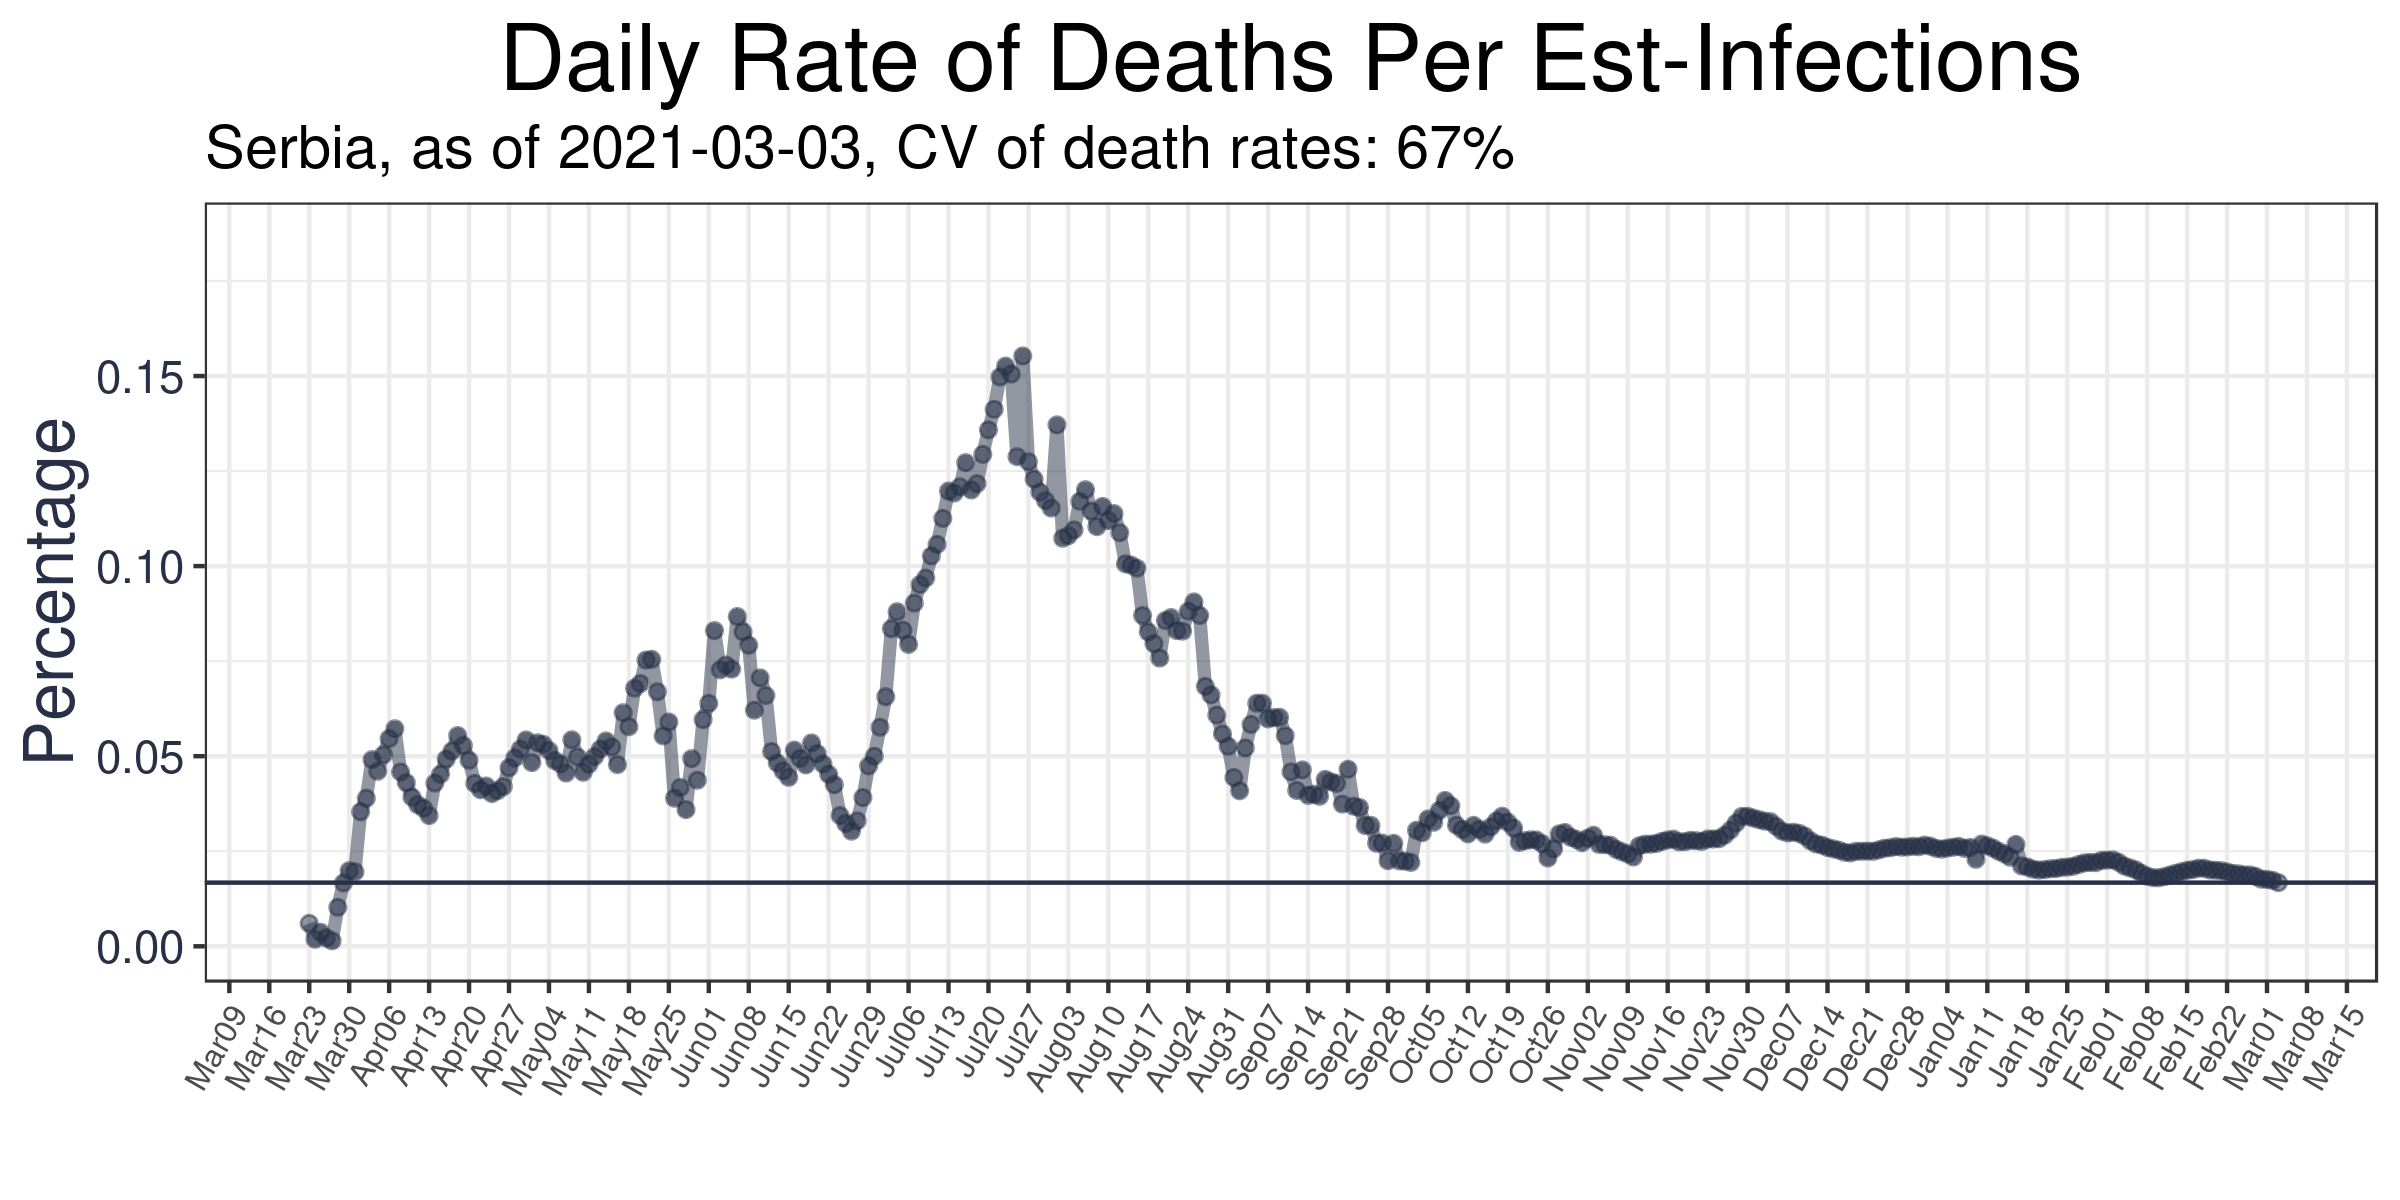 Daily Rate of Deaths Per Est-Infections
Serbia, as of 2021-03-03, CV of death rates: 67%
Percentage
0.15
0.10
0.05
0.00
Mar09 Mar16 Mar23 Mar30 Apr06 Apr13 Apr20 Apr27 May04 May11 May18 May25 Jun01 Jun08 Jun15 Jun22 Jun29 Jul06 Jul13 Jul20 Jul27 Aug03 Aug10 Aug17 Aug24 Aug31 Sep07 Sep14 Sep21 Sep28 Oct05 Oct12 Oct19 Oct26 Nov02 Nov09 Nov16 Nov23 Nov30 Dec07 Dec14 Dec21 Dec28 Jan04 Jan11 Jan18 Jan25 Feb01 Feb08 Feb15 Feb22 Mar01 Mar08 Mar15